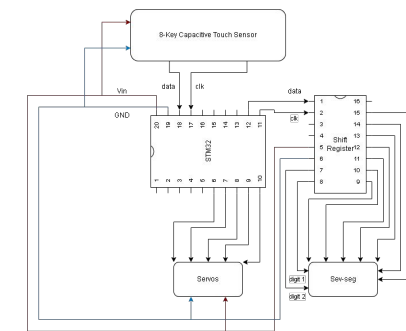 8-Key Capacitive Touch Sensor
data
clk
Vin
GND
20 19 18 17 16 15 14 13 12 11
STM32
1 2 3 4 5 6 7 8 9 10
data
clk
1 16
2 15
3 14
4 13
Shift
Register
5 12
6 11
7 10
8 9
Servos
digit 1
digit 2
Sev-seg